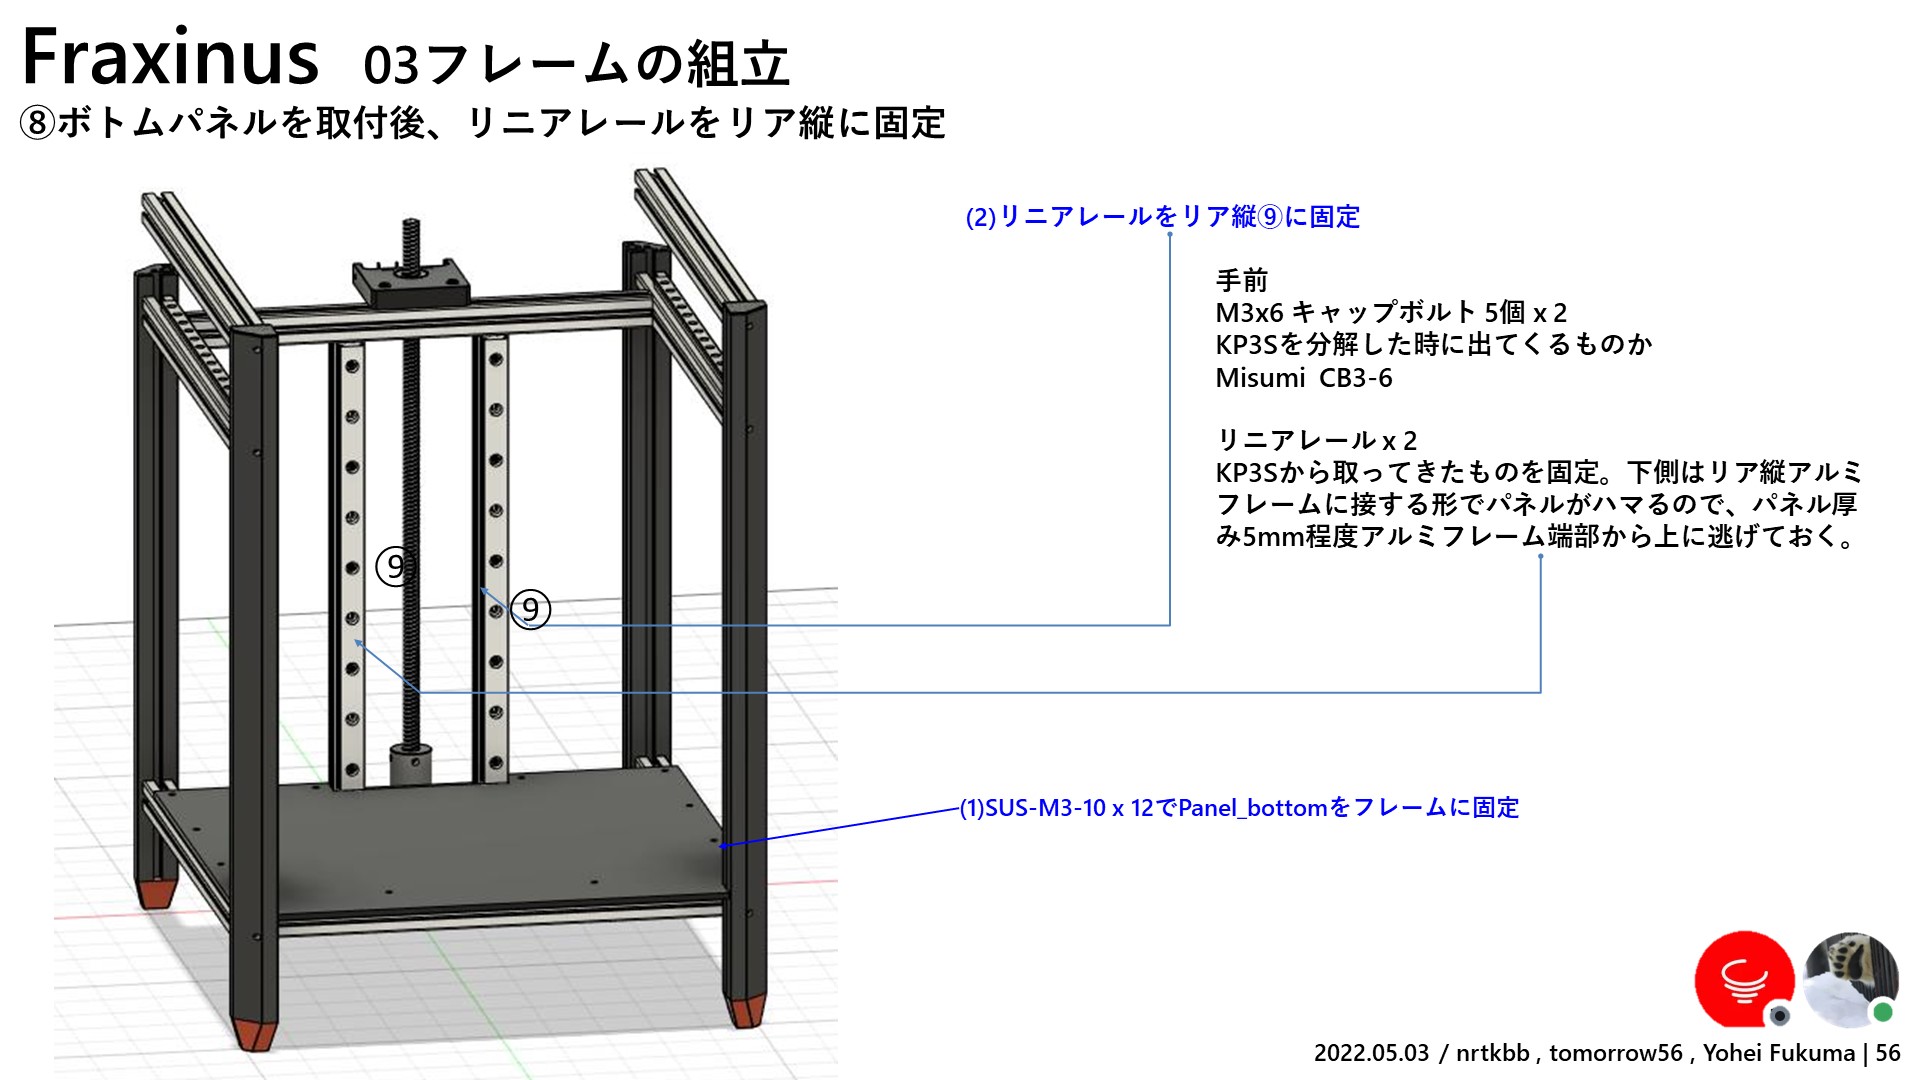 Fraxinus 03フレームの組立
⑧ボトムパネルを取付後、リニアレールをリア縦に固定
(2)リニアレールをリア縦⑨に固定
手前
M3x6 キャップボルト 5個 x 2
KP3Sを分解した時に出てくるものか
Misumi CB3-6
リニアレール x 2
KP3Sから取ってきたものを固定。下側はリア縦アルミ
フレームに接する形でパネルがハマるので、パネル厚
み5mm程度アルミフレーム端部から上に逃げておく。
⑨
⑨
(1)SUS-M3-10 x 12でPanel_bottomをフレームに固定
2022.05.03 / nrtkbb , tomorrow56 , Yohei Fukuma | 56